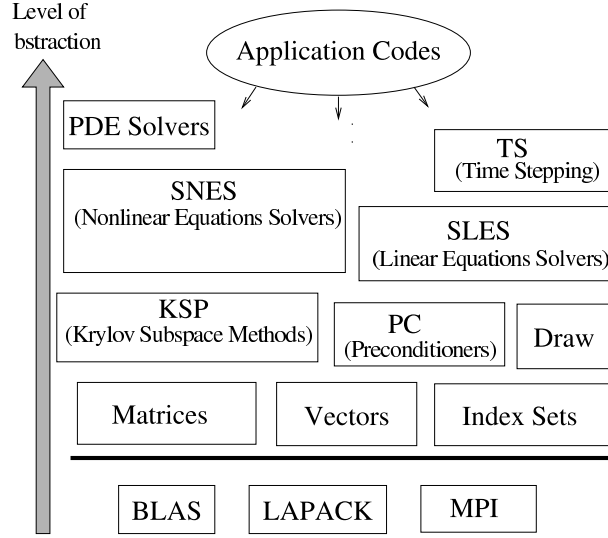 Level of
bstraction
Application Codes
PDE Solvers
TS
(Time Stepping)
SNES
(Nonlinear Equations Solvers)
SLES
(Linear Equations Solvers)
KSP
(Krylov Subspace Methods)
PC
(Preconditioners)
Draw
Matrices
Vectors
Index Sets
BLAS
LAPACK
MPI